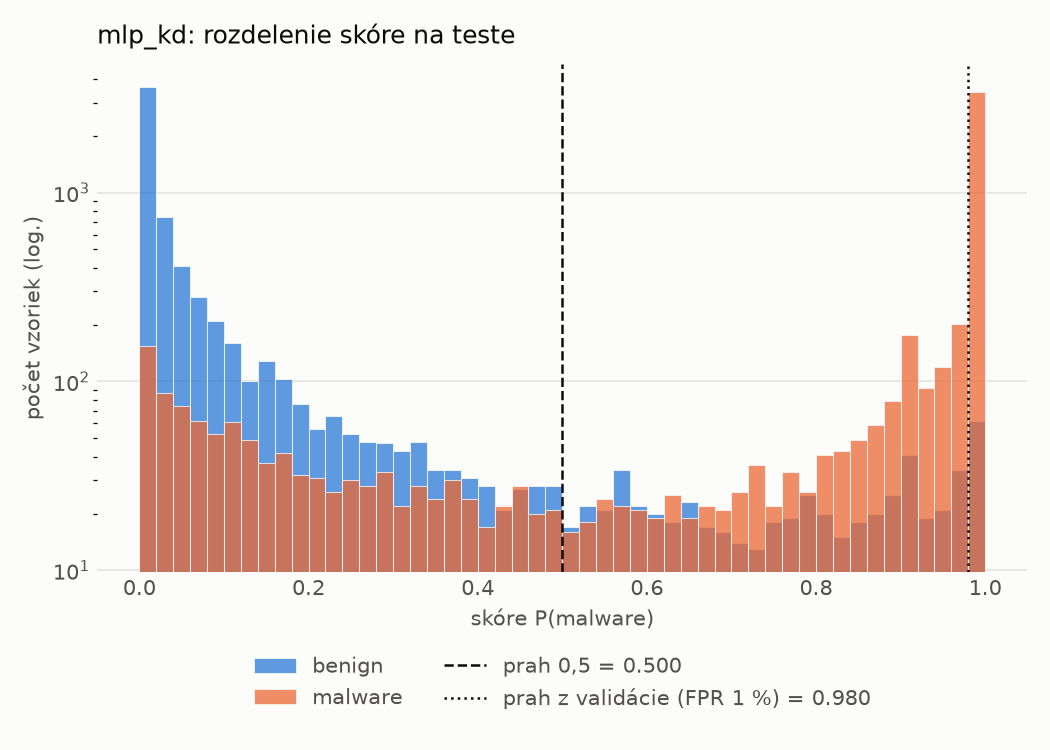 mlp_kd: rozdelenie skóre na teste
počet vzoriek (log.)
10³
10²
10¹
0.0 0.2 0.4 0.6 0.8 1.0
skóre P(malware)
benign
malware
prah 0,5 = 0.500
prah z validácie (FPR 1 %) = 0.980